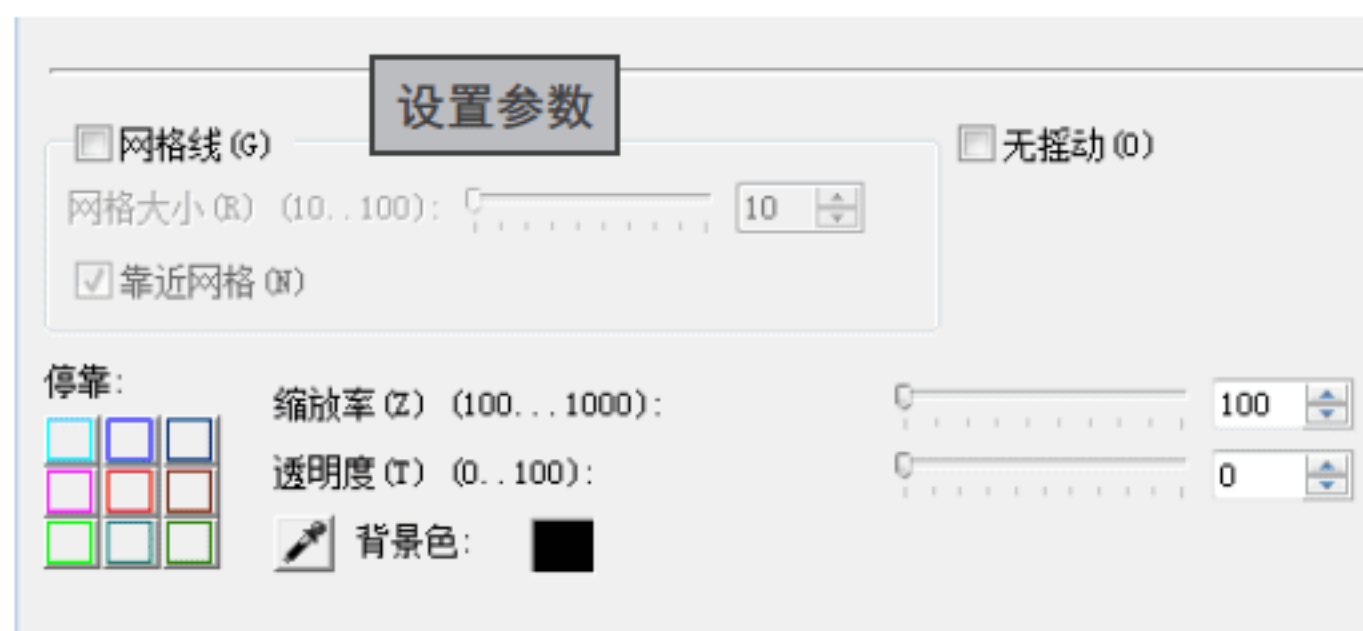 设置参数
网格线(G)
无摇动(O)
网格大小(R) (10..100): 10
靠近网格(N)
停靠:
缩放率(Z) (100...1000): 100
透明度(T) (0..100): 0
背景色: